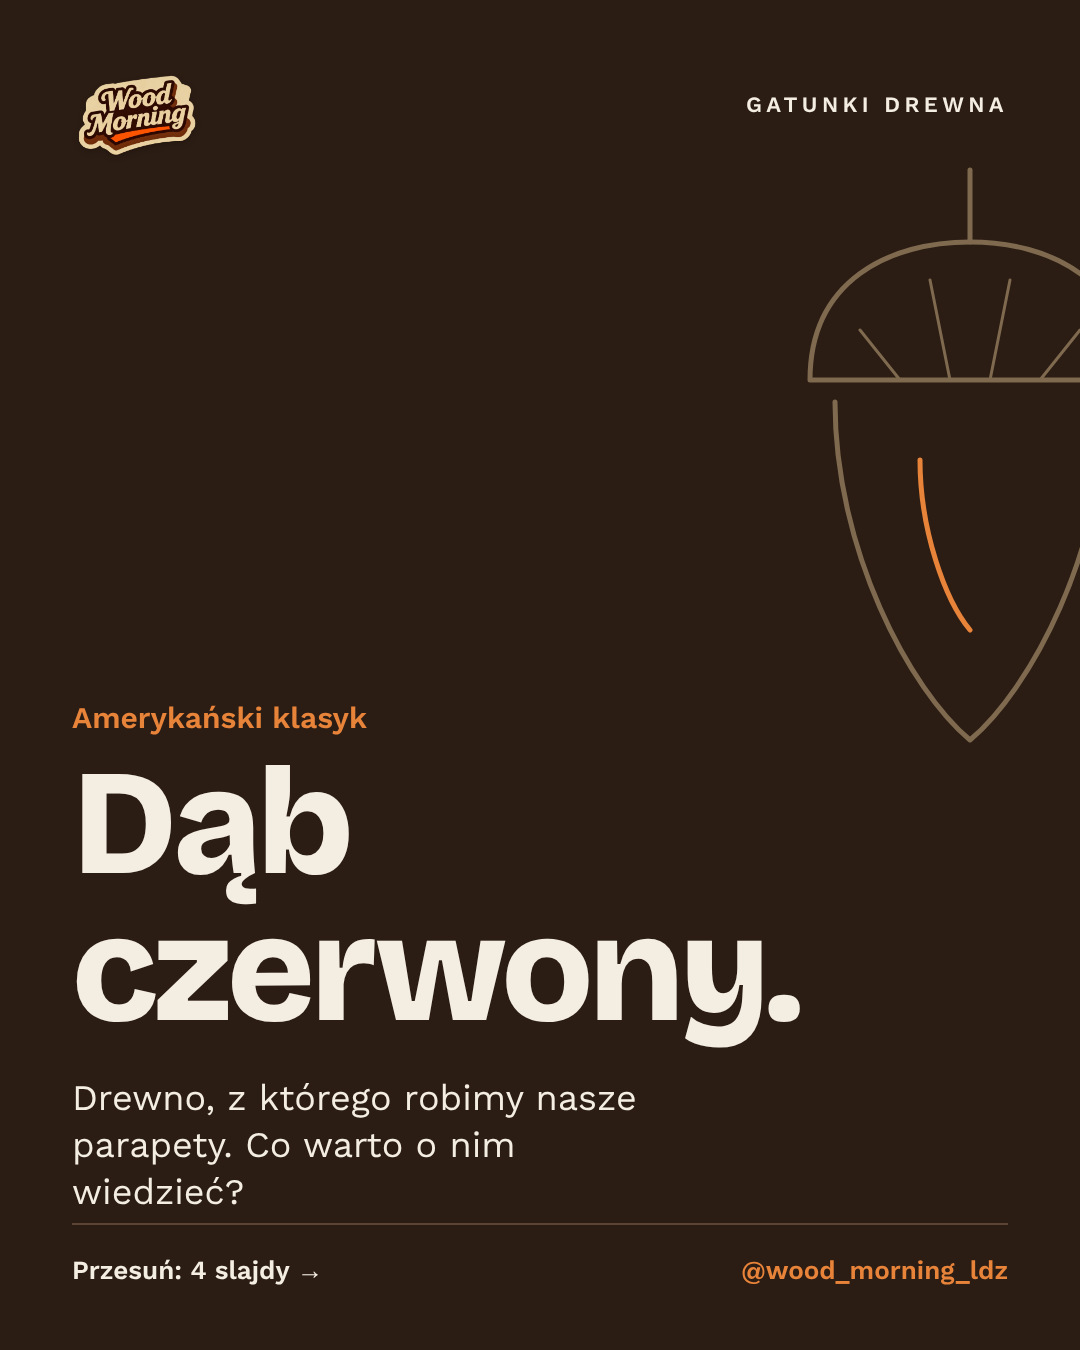 Wood
Morning
GATUNKI DREWNA
Amerykański klasyk
Dąb
czerwony.
Drewno, z którego robimy nasze
parapety. Co warto o nim
wiedzieć?
Przesuń: 4 slajdy →
@wood_morning_ldz